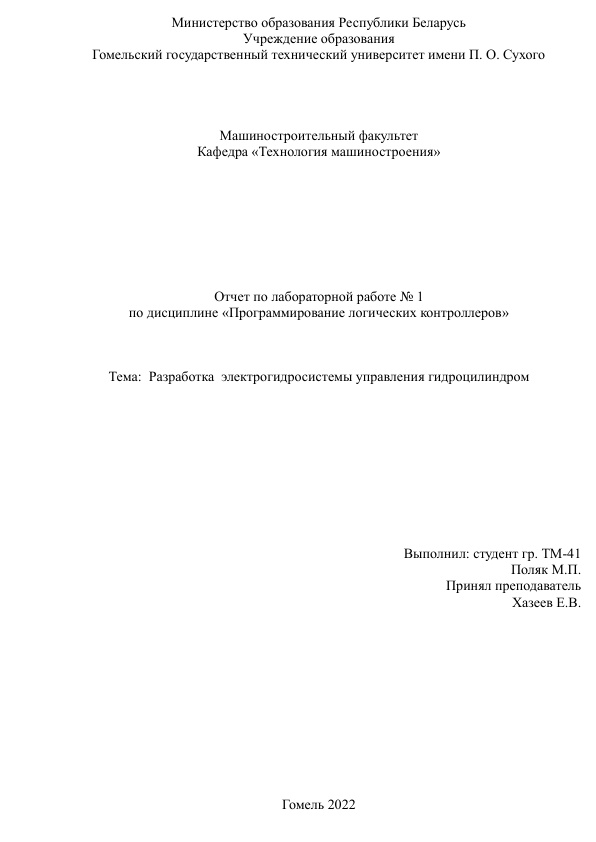 Министерство образования Республики Беларусь
Учреждение образования
Гомельский государственный технический университет имени П. О. Сухого
Машиностроительный факультет
Кафедра «Технология машиностроения»
Отчет по лабораторной работе № 1
по дисциплине «Программирование логических контроллеров»
Тема:  Разработка  электрогидросистемы управления гидроцилиндром
Выполнил: студент гр. ТМ-41
Поляк М.П.
Принял преподаватель
Хазеев Е.В.
Гомель 2022